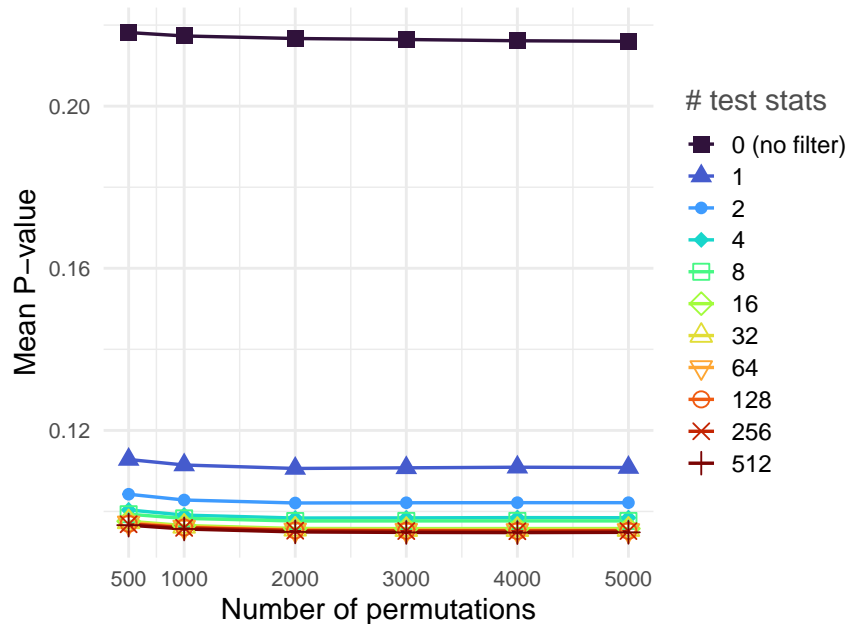 0.20
0.16
0.12
Mean P−value
500 1000 2000 3000 4000 5000
Number of permutations
# test stats
0 (no filter)
1
2
4
8
16
32
64
128
256
512